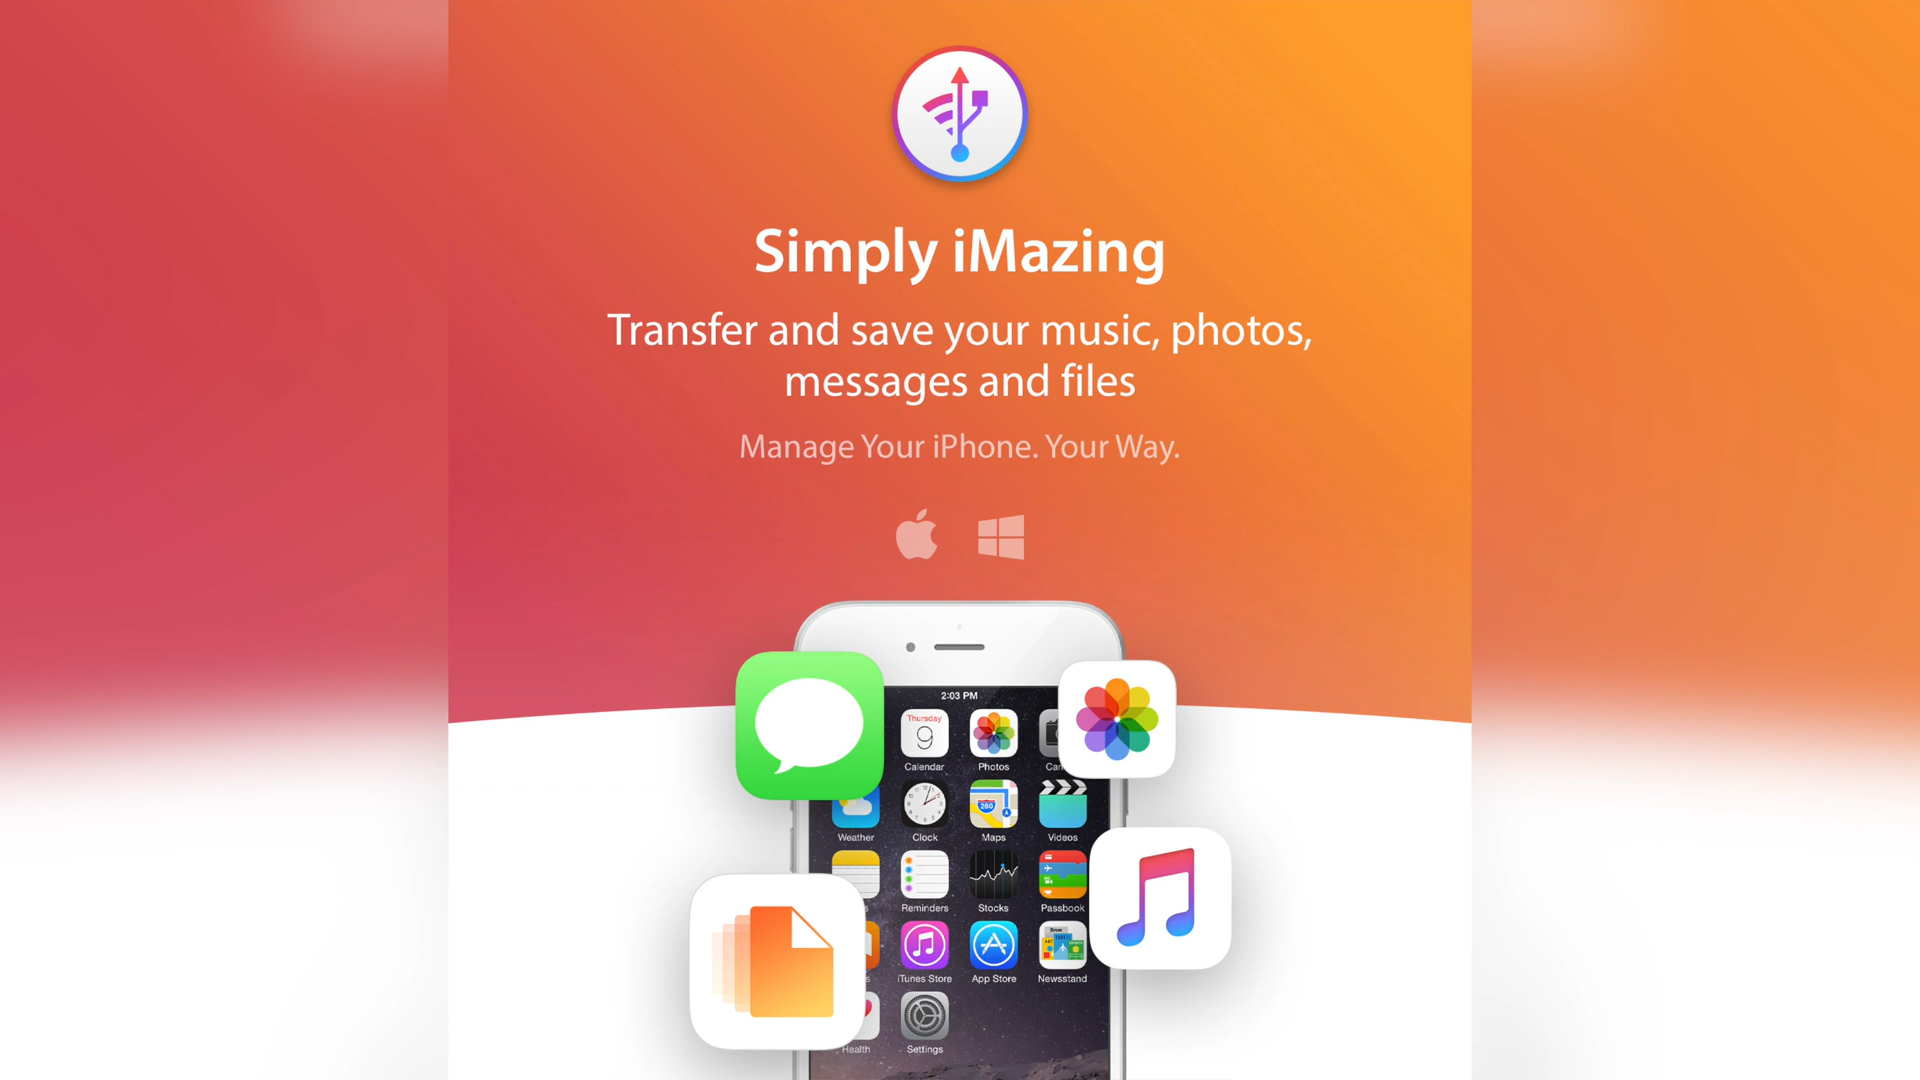 Simply iMazing
Transfer and save your music, photos,
messages and files
Manage Your iPhone. Your Way.
2:03 PM
Thursday
9
Calendar
Photos
Weather
Clock
Maps
280
Videos
Reminders
Stocks
Passbook
iTunes Store
App Store
Newsstand
Health
Settings